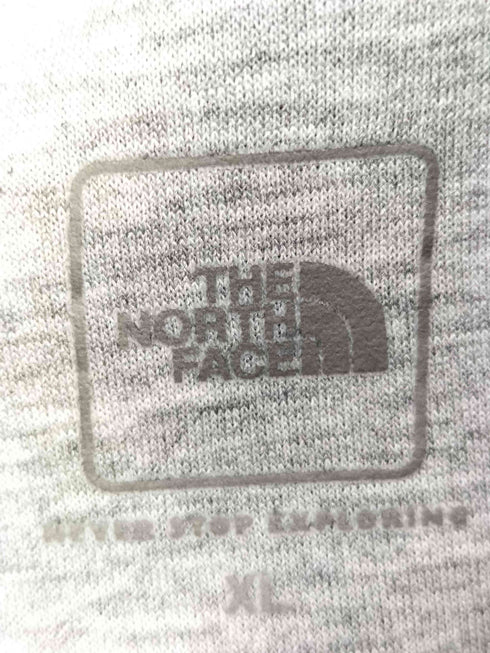 THE
NORTH
FACE
NEVER STOP EXPLORING
XL